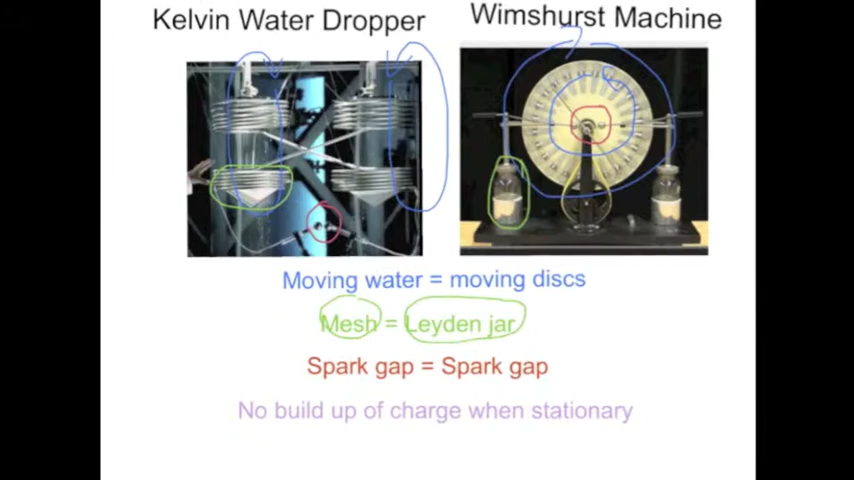 Kelvin Water Dropper
Wimshurst Machine
Moving water = moving discs
Mesh = Leyden jar
Spark gap = Spark gap
No build up of charge when stationary